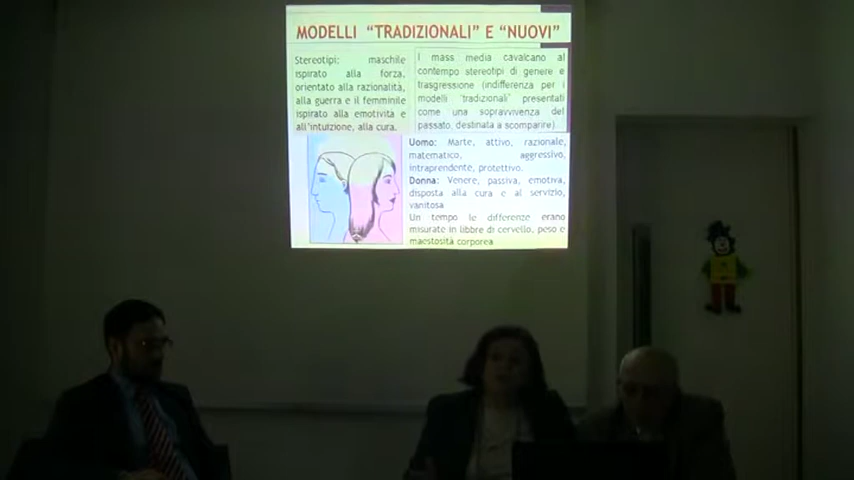 MODELLI “TRADIZIONALI” E “NUOVI”
Stereotipi: maschile
ispirato alla forza,
orientato alla razionalità,
alla guerra e il femminile
ispirato alla emotività e
all’intuizione, alla cura.
I mass media cavalcano al
contempo stereotipi di genere e
trasgressione (indifferenza per i
modelli ‘tradizionali’ presentati
come una sopravvivenza del
passato, destinata a scomparire)
Uomo: Marte, attivo, razionale,
matematico, aggressivo,
intraprendente, protettivo.
Donna: Venere, passiva, emotiva,
disposta alla cura e al servizio,
vanitosa
Un tempo le differenze erano
misurate in libbre di cervello, peso e
maestosità corporea